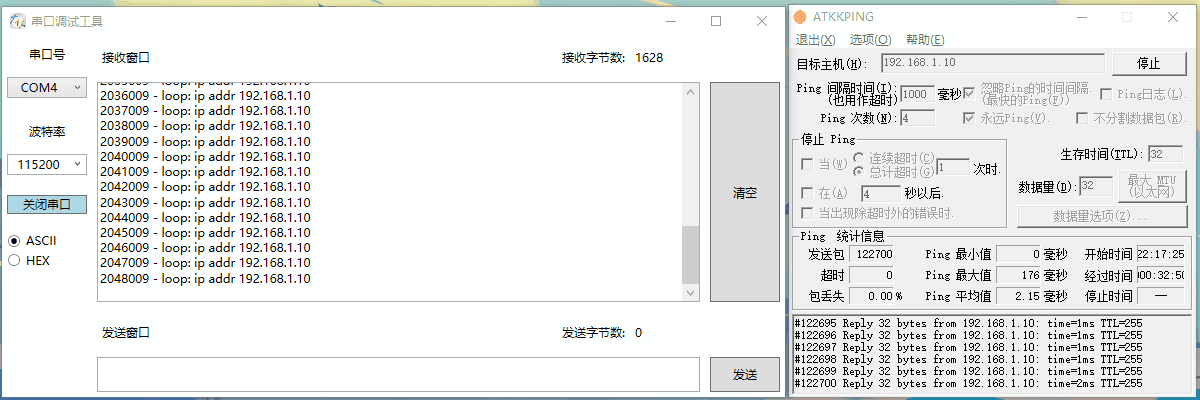 串口调试工具
串口号
接收窗口
接收字节数: 1628
COM4
波特率
115200
关闭串口
ASCII
HEX
2036009 - loop: ip addr 192.168.1.10
2037009 - loop: ip addr 192.168.1.10
2038009 - loop: ip addr 192.168.1.10
2039009 - loop: ip addr 192.168.1.10
2040009 - loop: ip addr 192.168.1.10
2041009 - loop: ip addr 192.168.1.10
2042009 - loop: ip addr 192.168.1.10
2043009 - loop: ip addr 192.168.1.10
2044009 - loop: ip addr 192.168.1.10
2045009 - loop: ip addr 192.168.1.10
2046009 - loop: ip addr 192.168.1.10
2047009 - loop: ip addr 192.168.1.10
2048009 - loop: ip addr 192.168.1.10
清空
发送窗口
发送字节数: 0
发送
ATKKPING
退出(X) 选项(O) 帮助(E)
目标主机(H): 192.168.1.10 停止
Ping 间隔时间(I): 1000 毫秒
(也用作超时)
忽略Ping的时间间隔.
(最快的Ping(F))
Ping日志(L).
Ping 次数(N): 4
永远Ping(V).
不分割数据包(R).
停止 Ping
当(W)
连续超时(C)
总计超时(G)
1 次时.
在(A) 4 秒以后.
当出现除超时外的错误时.
生存时间(TTL): 32
数据量(D): 32
最大 MTU
(以太网)
数据量选项(Z)...
Ping 统计信息
发送包 122700 Ping 最小值 0 毫秒 开始时间 22:17:25
超时 0 Ping 最大值 176 毫秒 经过时间 000:32:50
包丢失 0.00 % Ping 平均值 2.15 毫秒 停止时间 —
#122695 Reply 32 bytes from 192.168.1.10: time=1ms TTL=255
#122696 Reply 32 bytes from 192.168.1.10: time=1ms TTL=255
#122697 Reply 32 bytes from 192.168.1.10: time=1ms TTL=255
#122698 Reply 32 bytes from 192.168.1.10: time=1ms TTL=255
#122699 Reply 32 bytes from 192.168.1.10: time=1ms TTL=255
#122700 Reply 32 bytes from 192.168.1.10: time=2ms TTL=255